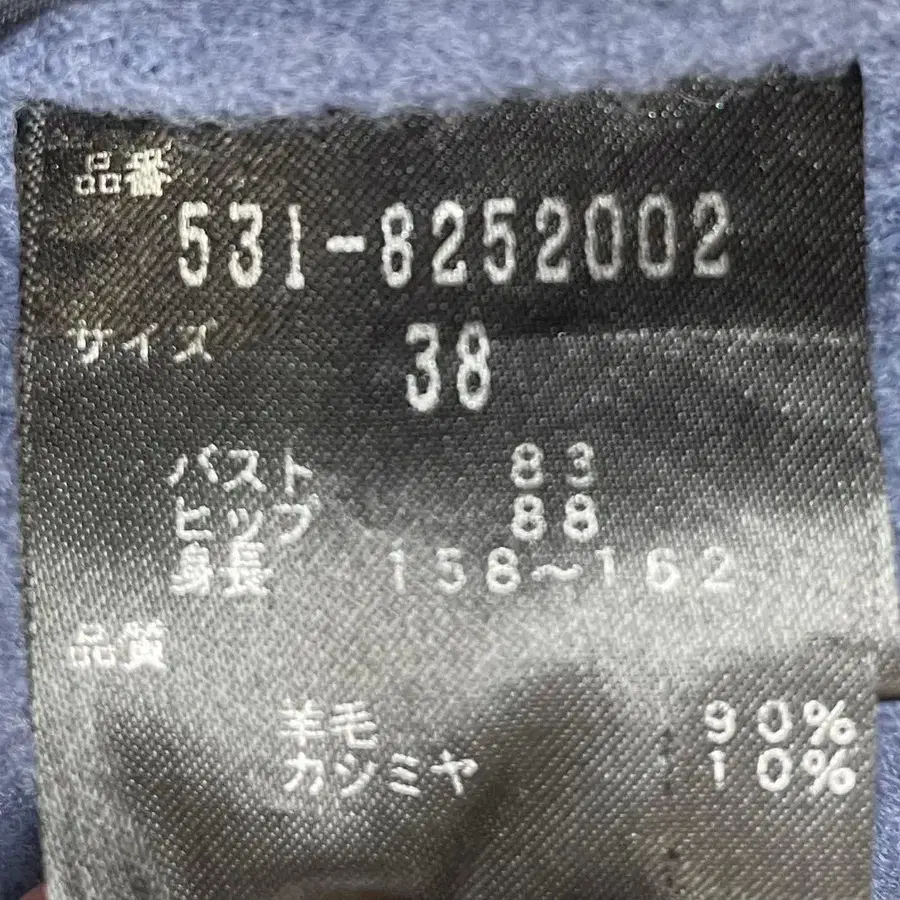 品番
531-8252002
サイズ 38
バスト 83
ヒップ 88
身長 158~162
品質
羊毛 90%
カシミヤ 10%